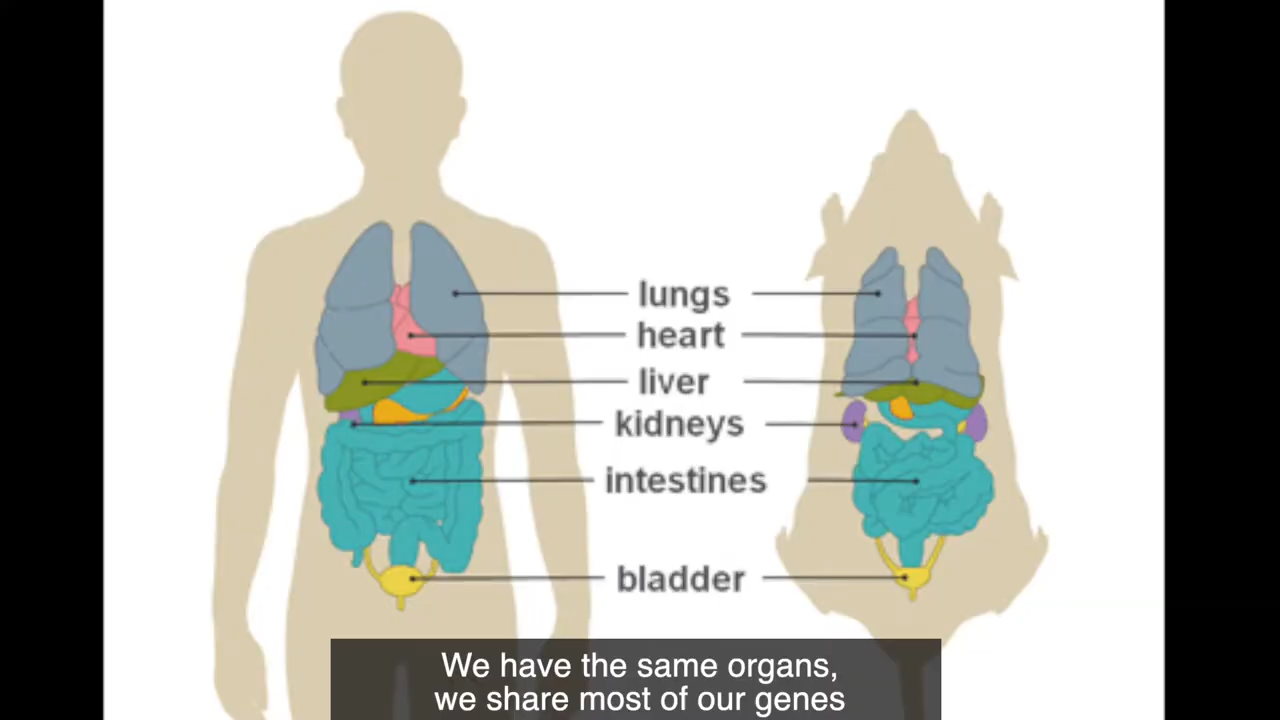 lungs
heart
liver
kidneys
intestines
bladder
We have the same organs,
we share most of our genes